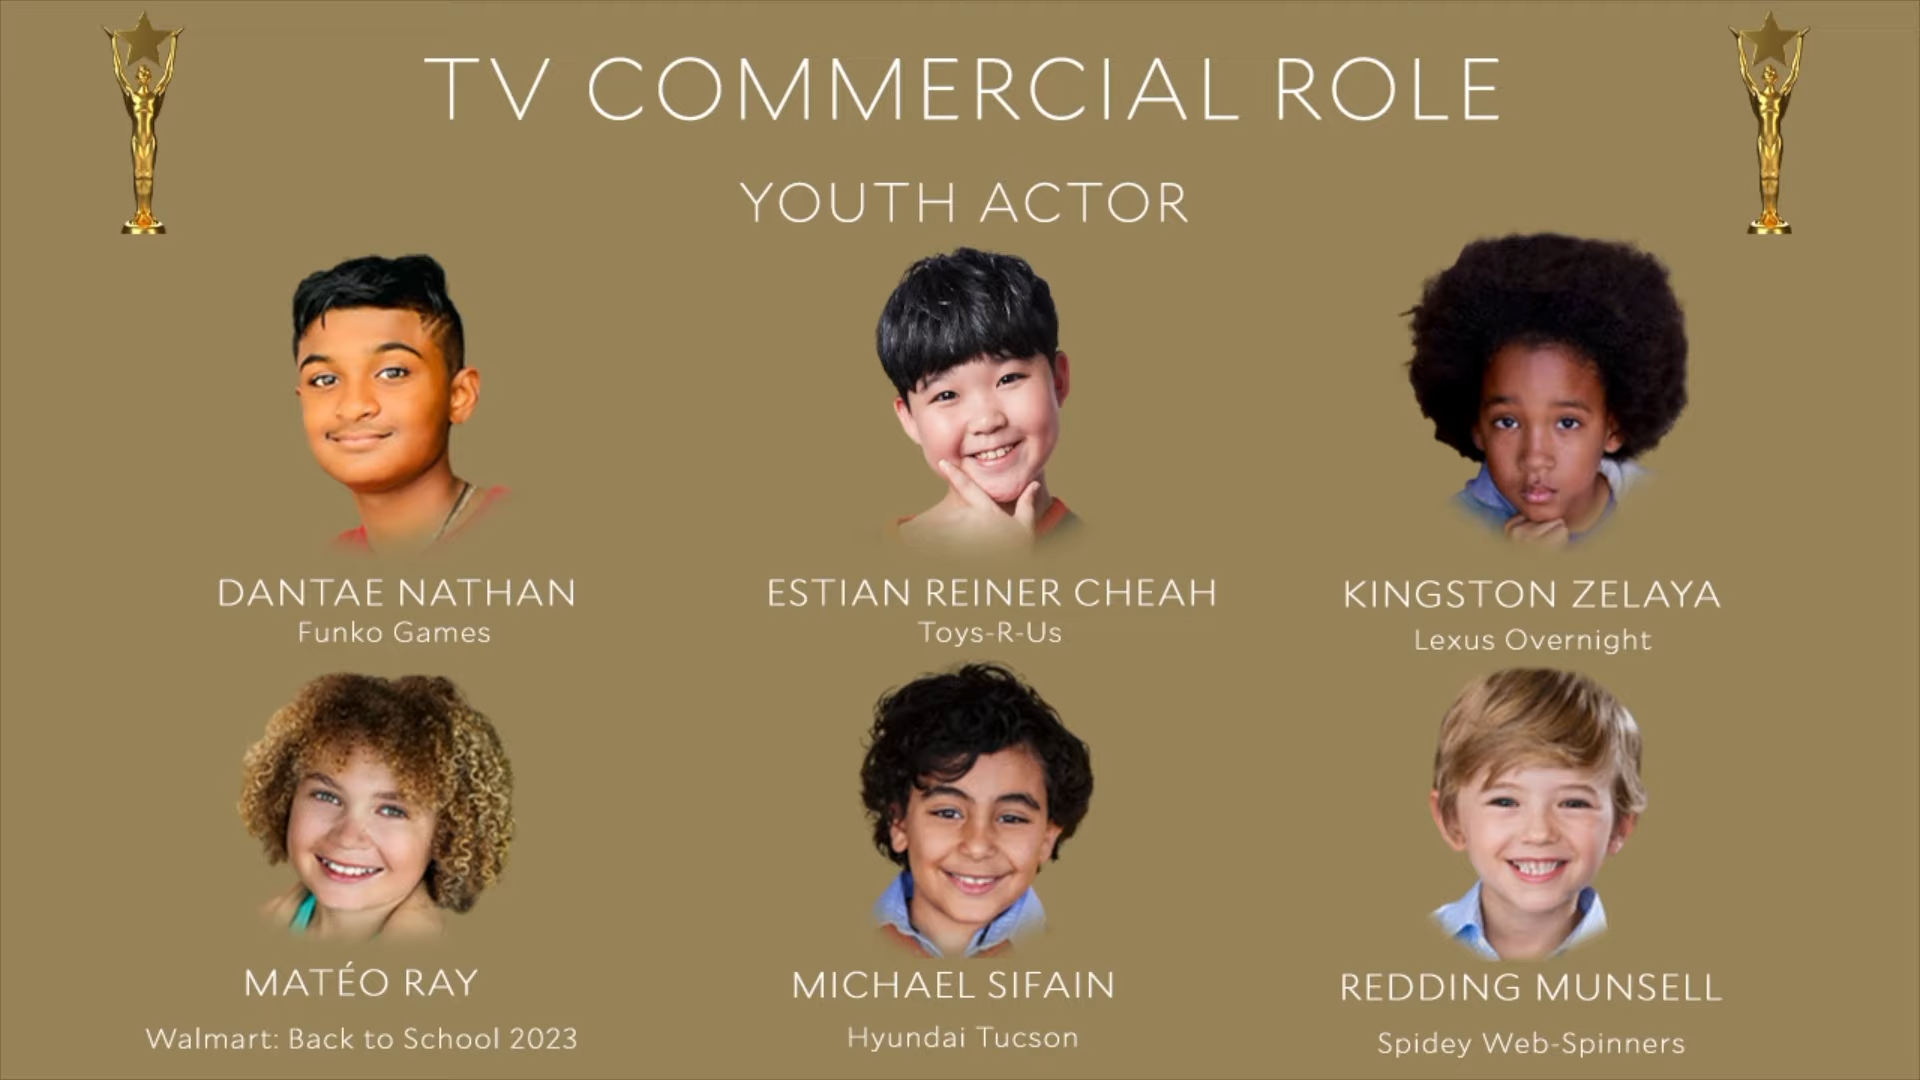 TV COMMERCIAL ROLE
YOUTH ACTOR
DANTAE NATHAN
Funko Games
ESTIAN REINER CHEAH
Toys-R-Us
KINGSTON ZELAYA
Lexus Overnight
MATÉO RAY
Walmart: Back to School 2023
MICHAEL SIFAIN
Hyundai Tucson
REDDING MUNSELL
Spidey Web-Spinners